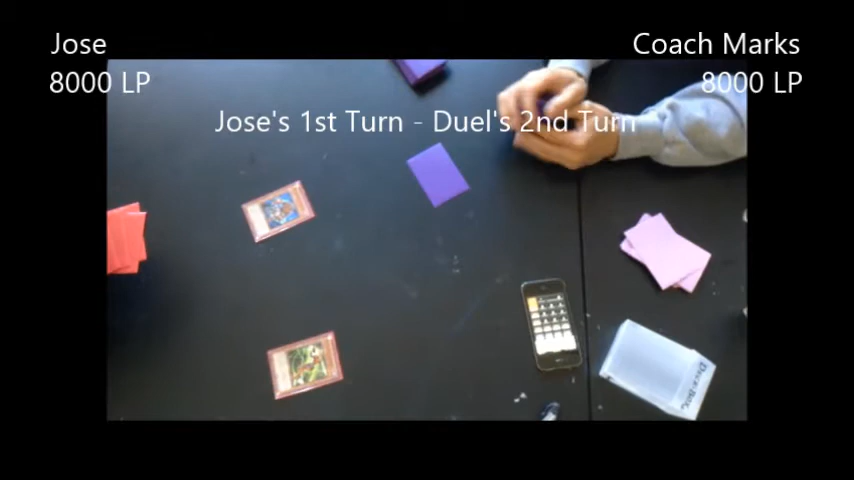 Jose
Coach Marks
8000 LP
8000 LP
Jose's 1st Turn - Duel's 2nd Turn